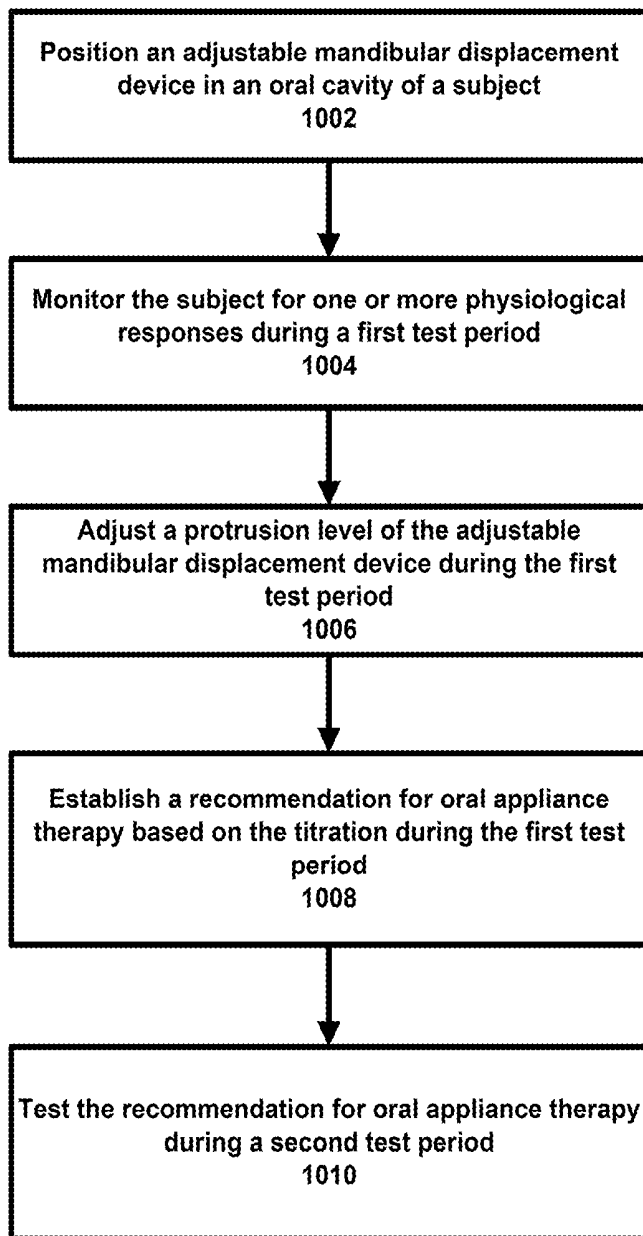 Position an adjustable mandibular displacement
device in an oral cavity of a subject
1002
Monitor the subject for one or more physiological
responses during a first test period
1004
Adjust a protrusion level of the adjustable
mandibular displacement device during the first
test period
1006
Establish a recommendation for oral appliance
therapy based on the titration during the first test
period
1008
Test the recommendation for oral appliance therapy
during a second test period
1010